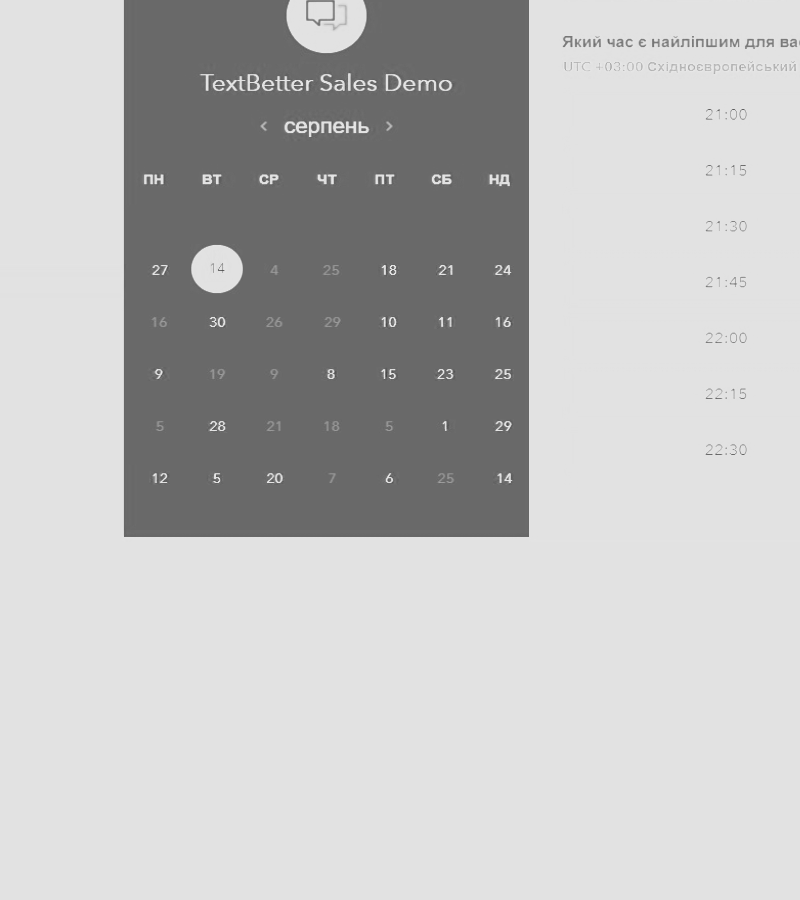 TextBetter Sales Demo
серпень
ПН ВТ СР ЧТ ПТ СБ НД
27 14 4 25 18 21 24
16 30 26 29 10 11 16
9 19 9 8 15 23 25
5 28 21 18 5 1 29
12 5 20 7 6 25 14
Який час є найліпшим для вас
UTC +03:00 Східноєвропейський
21:00
21:15
21:30
21:45
22:00
22:15
22:30